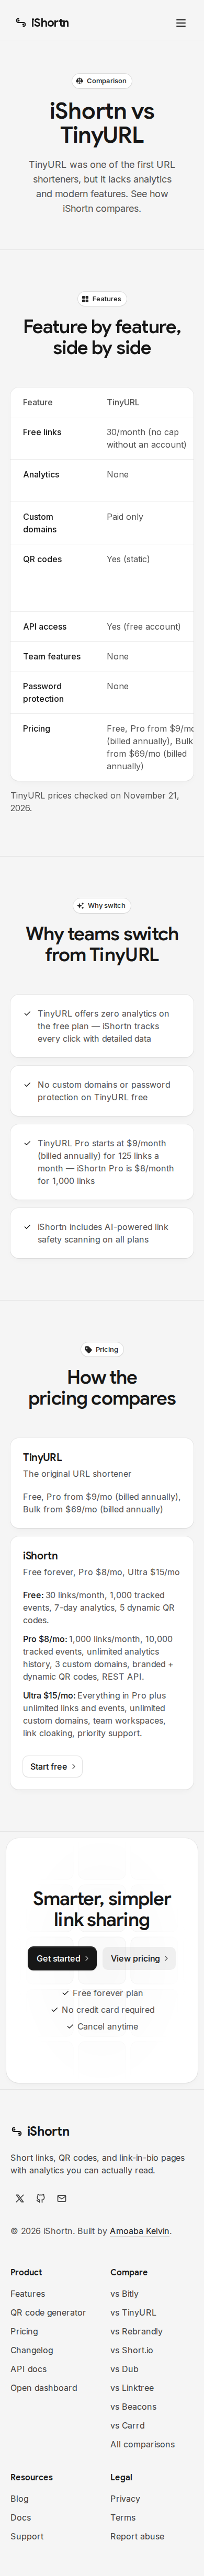 iShortn
Comparison
iShortn vs
TinyURL
TinyURL was one of the first URL
shorteners, but it lacks analytics
and modern features. See how
iShortn compares.
Features
Feature by feature,
side by side
Feature TinyURL
Free links 30/month (no cap
without an account)
Analytics None
Custom
domains Paid only
QR codes Yes (static)
API access Yes (free account)
Team features None
Password
protection None
Pricing Free, Pro from $9/mo
(billed annually), Bulk
from $69/mo (billed
annually)
TinyURL prices checked on November 21,
2026.
Why switch
Why teams switch
from TinyURL
TinyURL offers zero analytics on
the free plan — iShortn tracks
every click with detailed data
No custom domains or password
protection on TinyURL free
TinyURL Pro starts at $9/month
(billed annually) for 125 links a
month — iShortn Pro is $8/month
for 1,000 links
iShortn includes AI-powered link
safety scanning on all plans
Pricing
How the
pricing compares
TinyURL
The original URL shortener
Free, Pro from $9/mo (billed annually),
Bulk from $69/mo (billed annually)
iShortn
Free forever, Pro $8/mo, Ultra $15/mo
Free: 30 links/month, 1,000 tracked
events, 7-day analytics, 5 dynamic QR
codes.
Pro $8/mo: 1,000 links/month, 10,000
tracked events, unlimited analytics
history, 3 custom domains, branded +
dynamic QR codes, REST API.
Ultra $15/mo: Everything in Pro plus
unlimited links and events, unlimited
custom domains, team workspaces,
link cloaking, priority support.
Start free
Smarter, simpler
link sharing
Get started View pricing
Free forever plan
No credit card required
Cancel anytime
iShortn
Short links, QR codes, and link-in-bio pages
with analytics you can actually read.
© 2026 iShortn. Built by Amoaba Kelvin.
Product
Features
QR code generator
Pricing
Changelog
API docs
Open dashboard
Compare
vs Bitly
vs TinyURL
vs Rebrandly
vs Short.io
vs Dub
vs Linktree
vs Beacons
vs Carrd
All comparisons
Resources
Blog
Docs
Support
Legal
Privacy
Terms
Report abuse